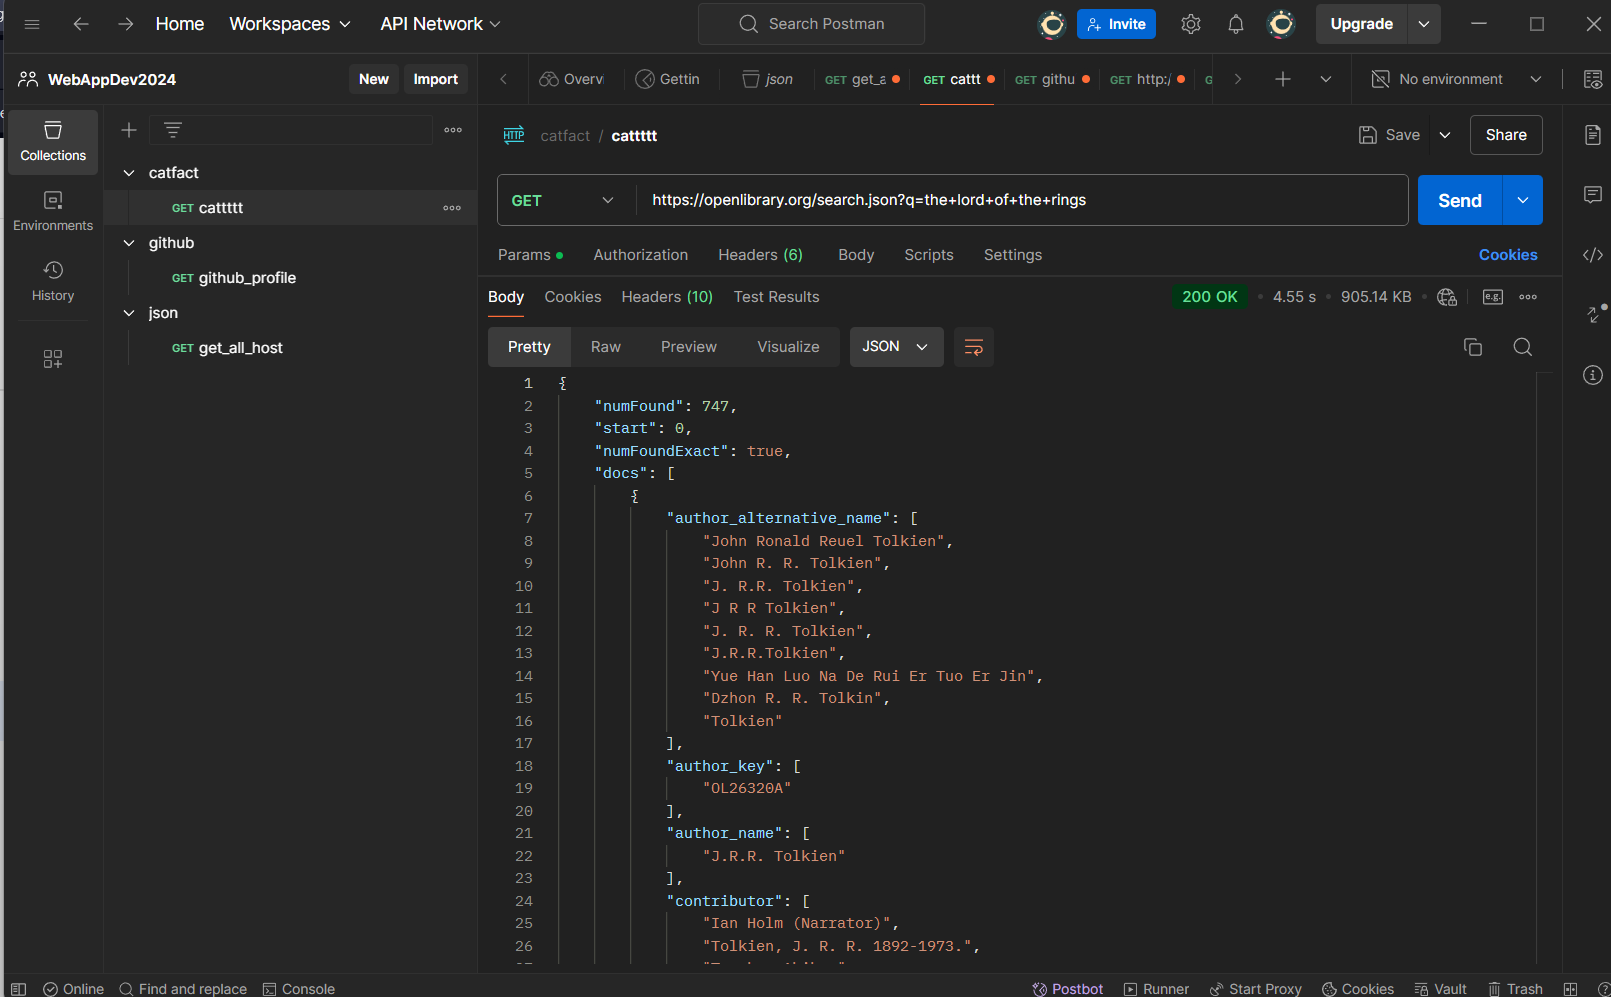 Home Workspaces API Network Search Postman Invite Upgrade
WebAppDev2024 New Import Overv Gettin json GET get_a GET cattt GET githu GET http:/ No environment
Collections
Environments
History
catfact
GET cattttt
github
GET github_profile
json
GET get_all_host
HTTP catfact / cattttt Save Share
GET https://openlibrary.org/search.json?q=the+lord+of+the+rings Send
Params Authorization Headers (6) Body Scripts Settings Cookies
Body Cookies Headers (10) Test Results 200 OK • 4.55 s • 905.14 KB • e.g.
Pretty Raw Preview Visualize JSON
1 {
2 "numFound": 747,
3 "start": 0,
4 "numFoundExact": true,
5 "docs": [
6 {
7 "author_alternative_name": [
8 "John Ronald Reuel Tolkien",
9 "John R. R. Tolkien",
10 "J. R.R. Tolkien",
11 "J R R Tolkien",
12 "J. R. R. Tolkien",
13 "J.R.R.Tolkien",
14 "Yue Han Luo Na De Rui Er Tuo Er Jin",
15 "Dzhon R. R. Tolkin",
16 "Tolkien"
17 ],
18 "author_key": [
19 "OL26320A"
20 ],
21 "author_name": [
22 "J.R.R. Tolkien"
23 ],
24 "contributor": [
25 "Ian Holm (Narrator)",
26 "Tolkien, J. R. R. 1892-1973.",
Online Find and replace Console Postbot Runner Start Proxy Cookies Vault Trash